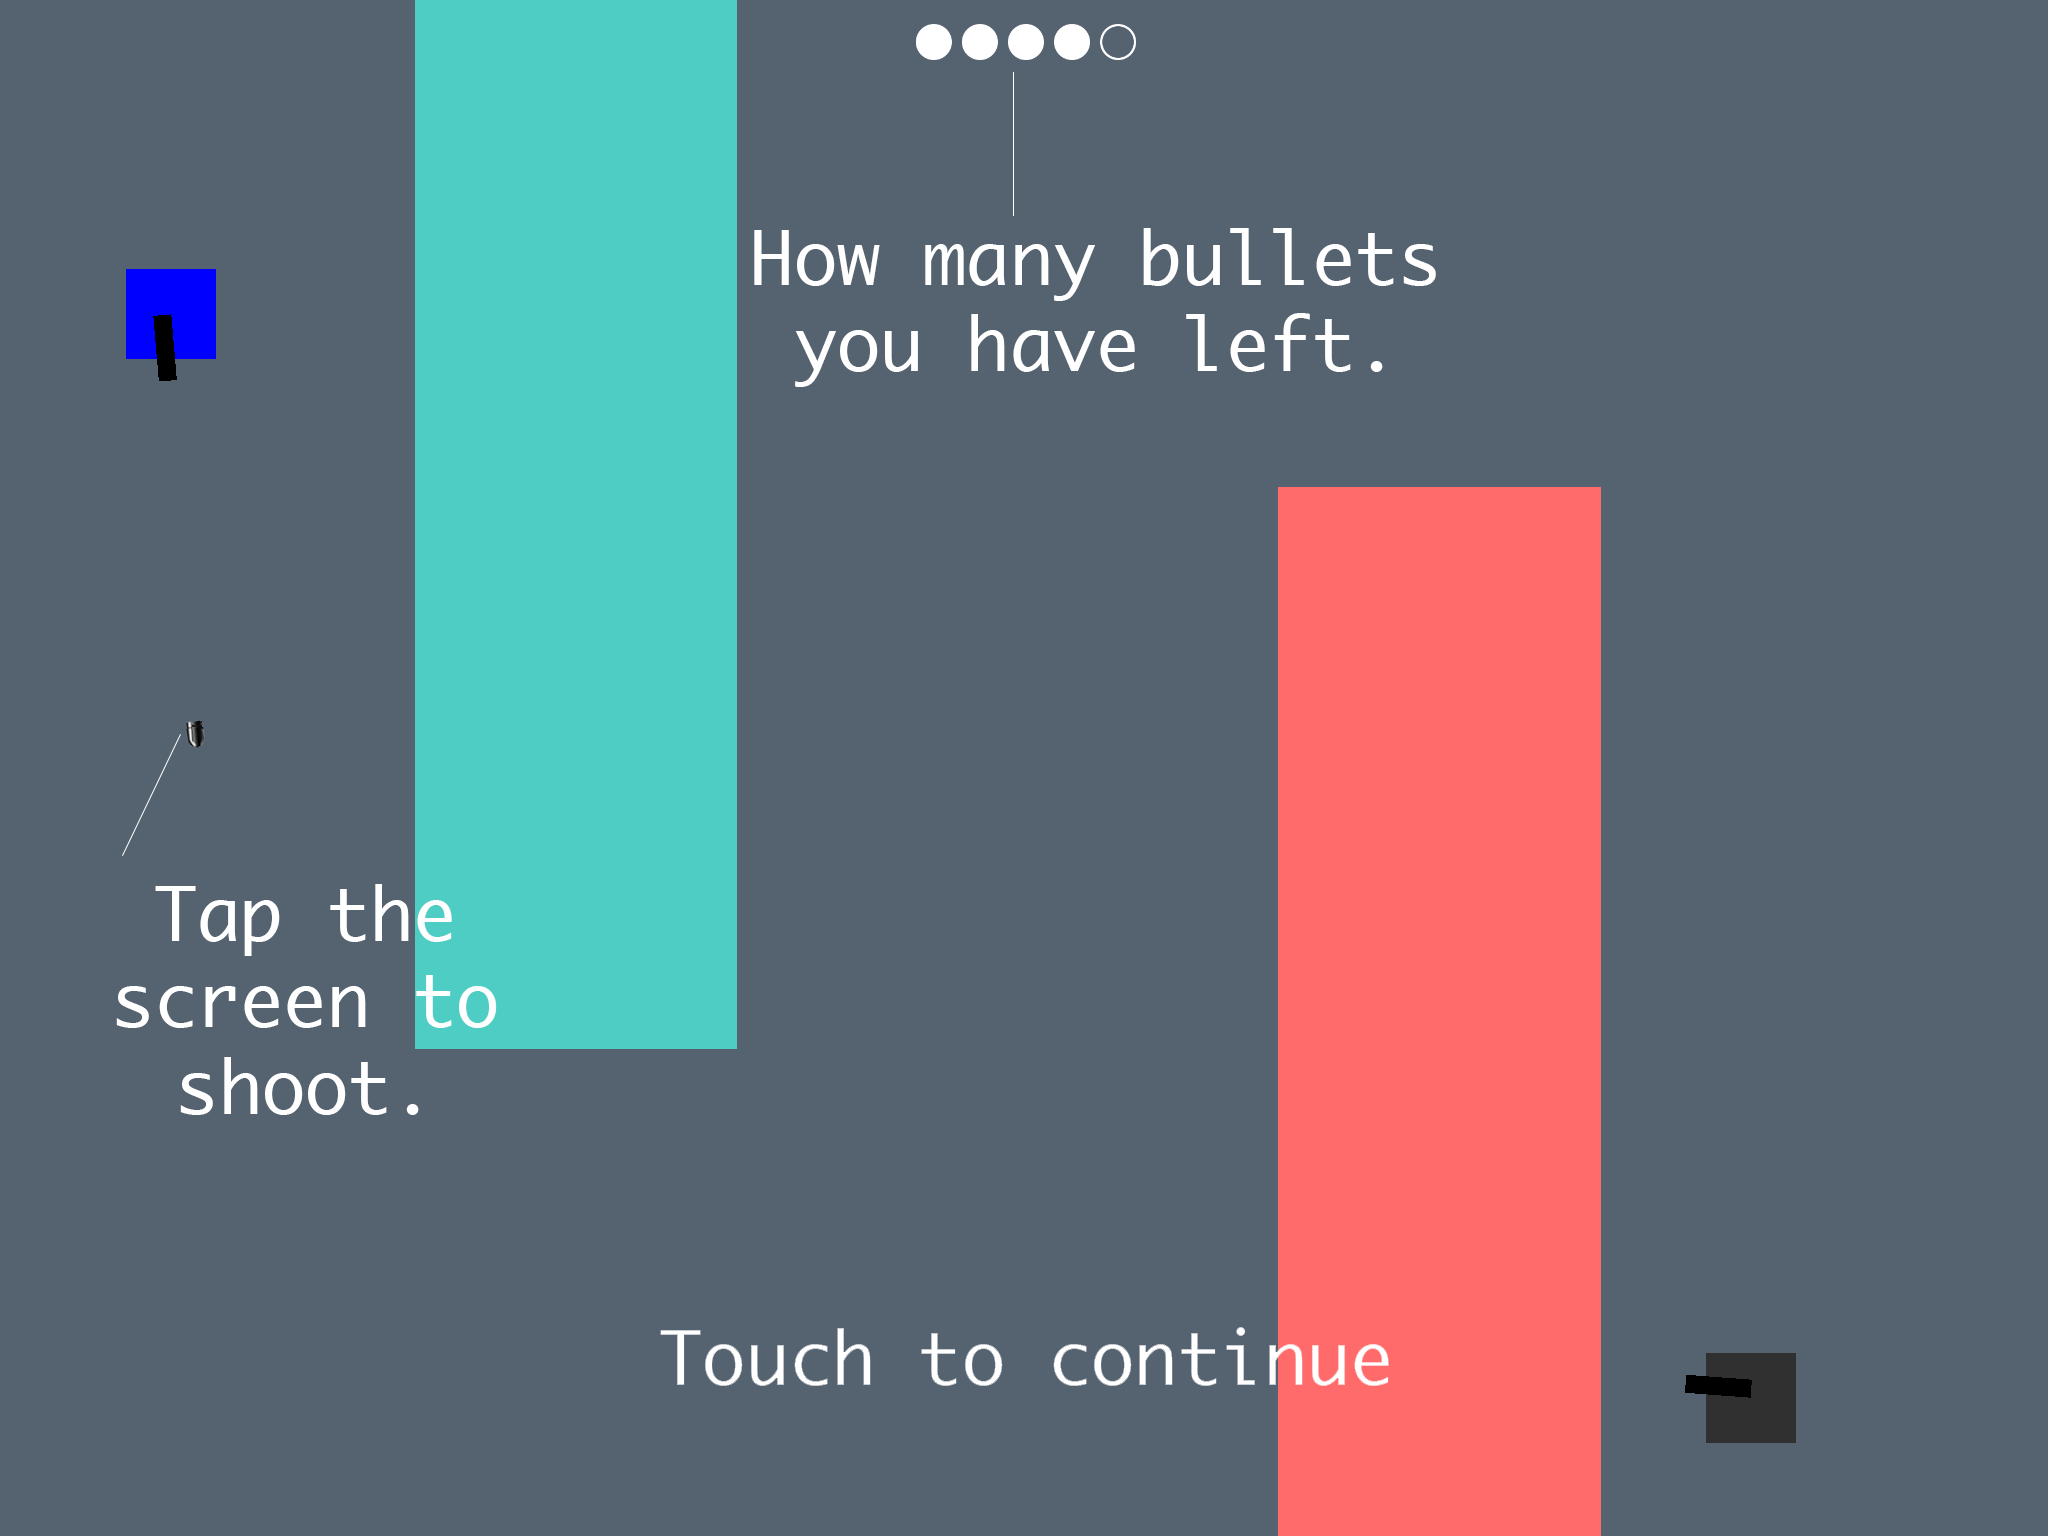 How many bullets
you have left.
Tap the
screen to
shoot.
Touch to continue